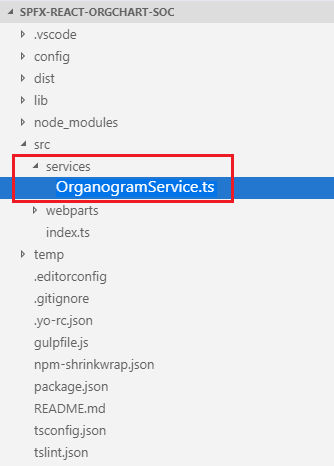 SPFX-REACT-ORGCHART-SOC
.vscode
config
dist
lib
node_modules
src
services
OrganogramService.ts
webparts
index.ts
temp
.editorconfig
.gitignore
.yo-rc.json
gulpfile.js
npm-shrinkwrap.json
package.json
README.md
tsconfig.json
tslint.json